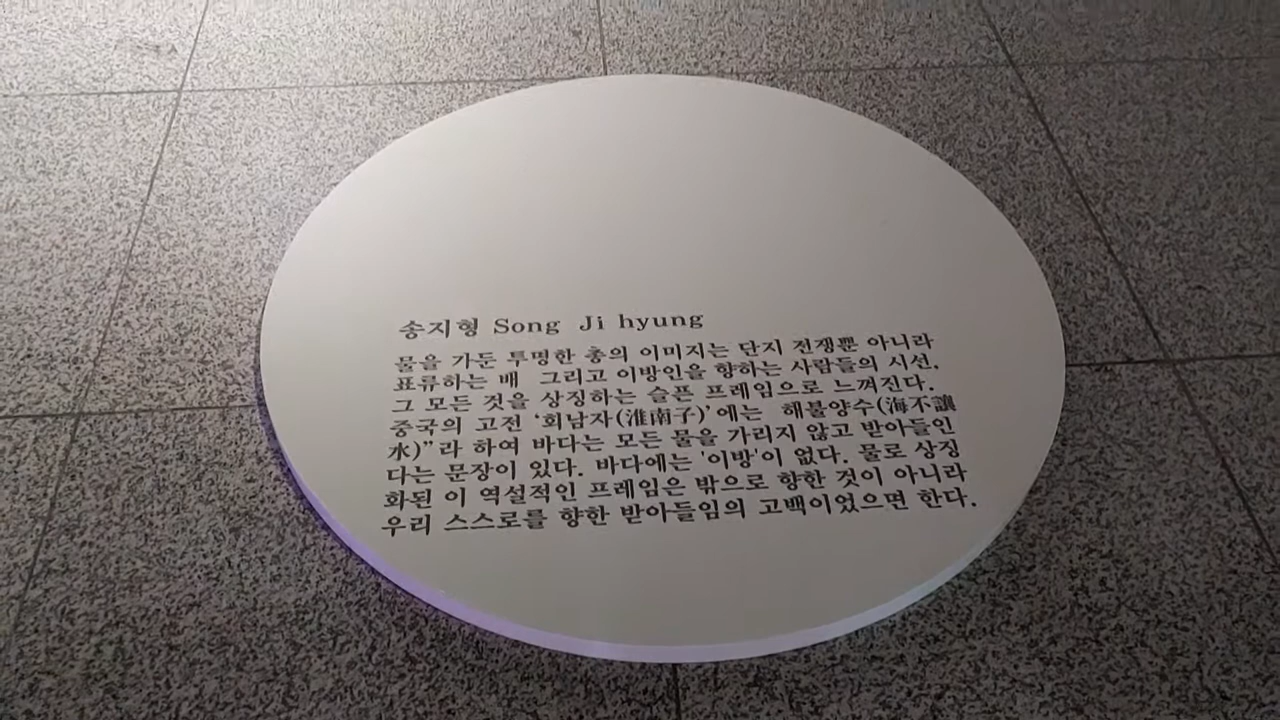 송지형 Song Ji hyung
물을 가둔 투명한 총의 이미지는 단지 전쟁뿐 아니라
표류하는 배 그리고 이방인을 향하는 사람들의 시선.
그 모든 것을 상징하는 슬픈 프레임으로 느껴진다.
중국의 고전 ‘회남자(淮南子)’에는 해불양수(海不讓
水)”라 하여 바다는 모든 물을 가리지 않고 받아들인
다는 문장이 있다. 바다에는 '이방'이 없다. 물로 상징
화된 이 역설적인 프레임은 밖으로 향한 것이 아니라
우리 스스로를 향한 받아들임의 고백이었으면 한다.